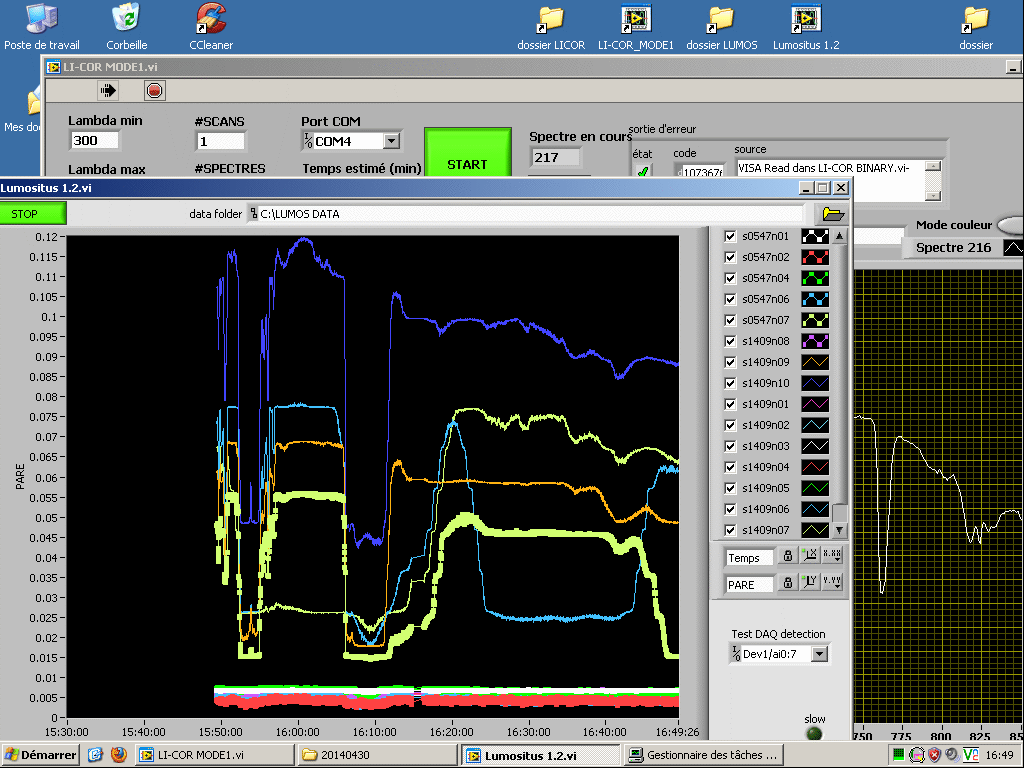 Poste de travail
Corbeille
CCleaner
dossier LICOR
LI-COR_MODE1
dossier LUMOS
Lumositus 1.2
dossier
Mes do
LI-COR MODE1.vi
Lambda min
#SCANS
Port COM
300
1
COM4
START
Spectre en cours
217
sortie d'erreur
état
code
source
107367
VISA Read dans LI-COR BINARY.vi-
Lambda max
#SPECTRES
Temps estimé (min)
Lumositus 1.2.vi
STOP
data folder
C:\LUMOS DATA
Mode couleur
Spectre 216
PARE
0.12
0.115
0.11
0.105
0.1
0.095
0.09
0.085
0.08
0.075
0.07
0.065
0.06
0.055
0.05
0.045
0.04
0.035
0.03
0.025
0.02
0.015
0.01
0.005
0
15:30:00
15:40:00
15:50:00
16:00:00
16:10:00
16:20:00
16:30:00
16:40:00
16:49:26
s0547n01
s0547n02
s0547n04
s0547n06
s0547n07
s1409n08
s1409n09
s1409n10
s1409n01
s1409n02
s1409n03
s1409n04
s1409n05
s1409n06
s1409n07
Temps
PARE
Test DAQ detection
Dev1/ai0:7
slow
750
775
800
825
85
Démarrer
LI-COR MODE1.vi
20140430
Lumositus 1.2.vi
Gestionnaire des tâches ...
16:49